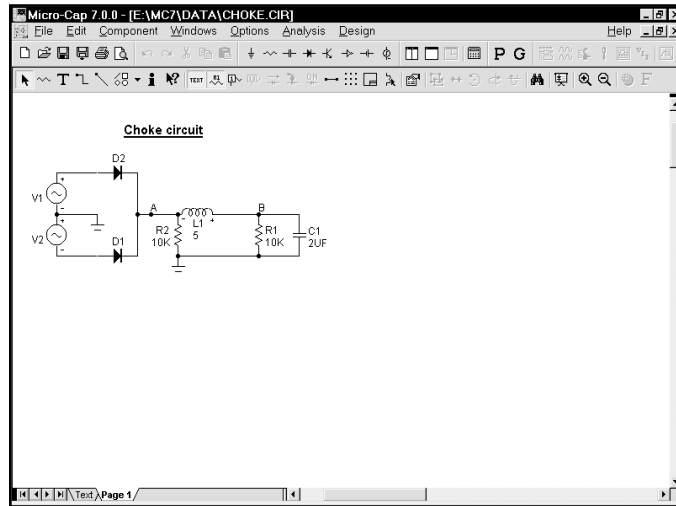 Micro-Cap 7.0.0 - [E:\MC7\DATA\CHOKE.CIR]
File Edit Component Windows Options Analysis Design Help
P G
T i TEXT F
Choke circuit
D2
V1
+
-
A
B
- L1 +
5
R2
10K
R1
10K
C1
2UF
+
V2
-
D1
Text Page 1